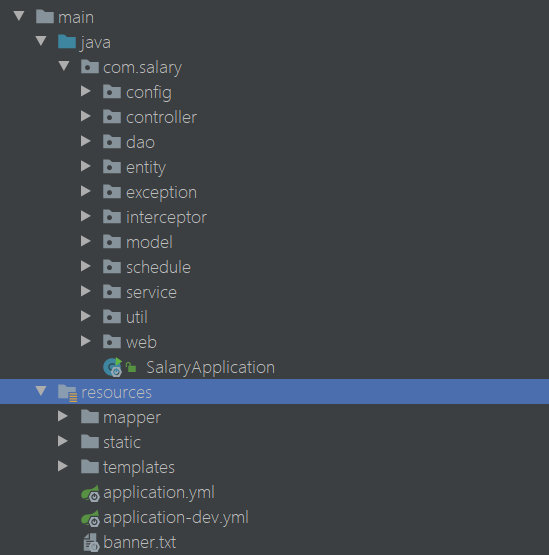 main
java
com.salary
config
controller
dao
entity
exception
interceptor
model
schedule
service
util
web
SalaryApplication
resources
mapper
static
templates
application.yml
application-dev.yml
banner.txt